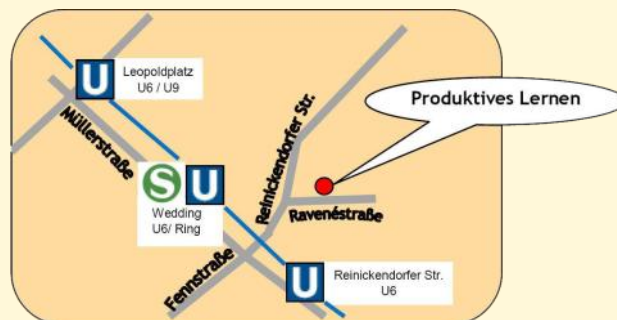 U
Leopoldplatz
U6 / U9
Produktives Lernen
Müllerstraße
Reinickendorfer Str.
S U
Wedding
U6/ Ring
Ravenéstraße
Fennstraße
U
Reinickendorfer Str.
U6